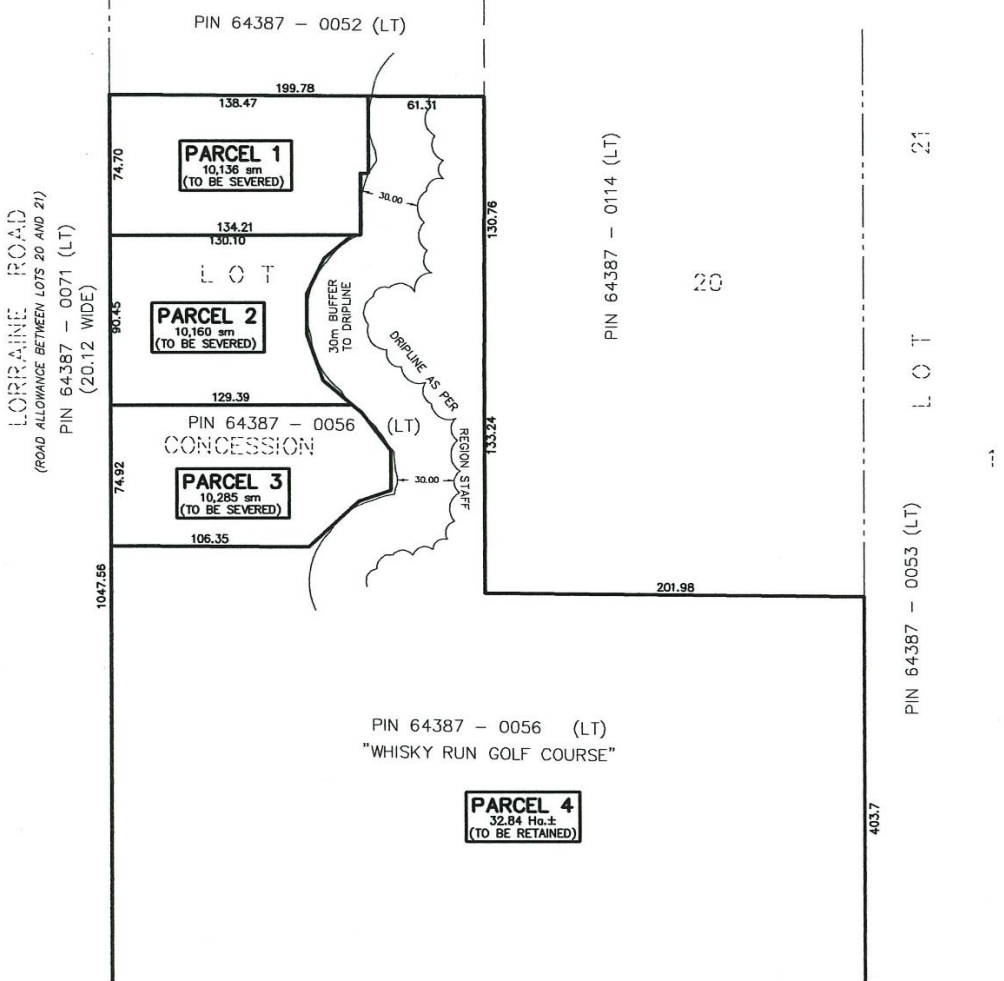 PIN 64387 - 0052 (LT)
199.78
138.47
61.31
PARCEL 1
10,136 sm
(TO BE SEVERED)
74.70
30.00
134.21
130.10
130.76
LOT
PARCEL 2
10,160 sm
(TO BE SEVERED)
90.45
30m BUFFER
TO DRIPLINE
DRIPLINE AS PER
REGION STAFF
129.39
133.24
PIN 64387 - 0056 (LT)
CONCESSION
PARCEL 3
10,285 sm
(TO BE SEVERED)
74.92
30.00
106.35
LORRAINE ROAD
(ROAD ALLOWANCE BETWEEN LOTS 20 AND 21)
PIN 64387 - 0071 (LT)
(20.12 WIDE)
1047.56
PIN 64387 - 0114 (LT)
20
21
LOT
PIN 64387 - 0053 (LT)
201.98
PIN 64387 - 0056 (LT)
"WHISKY RUN GOLF COURSE"
PARCEL 4
32.84 Ha.±
(TO BE RETAINED)
403.7